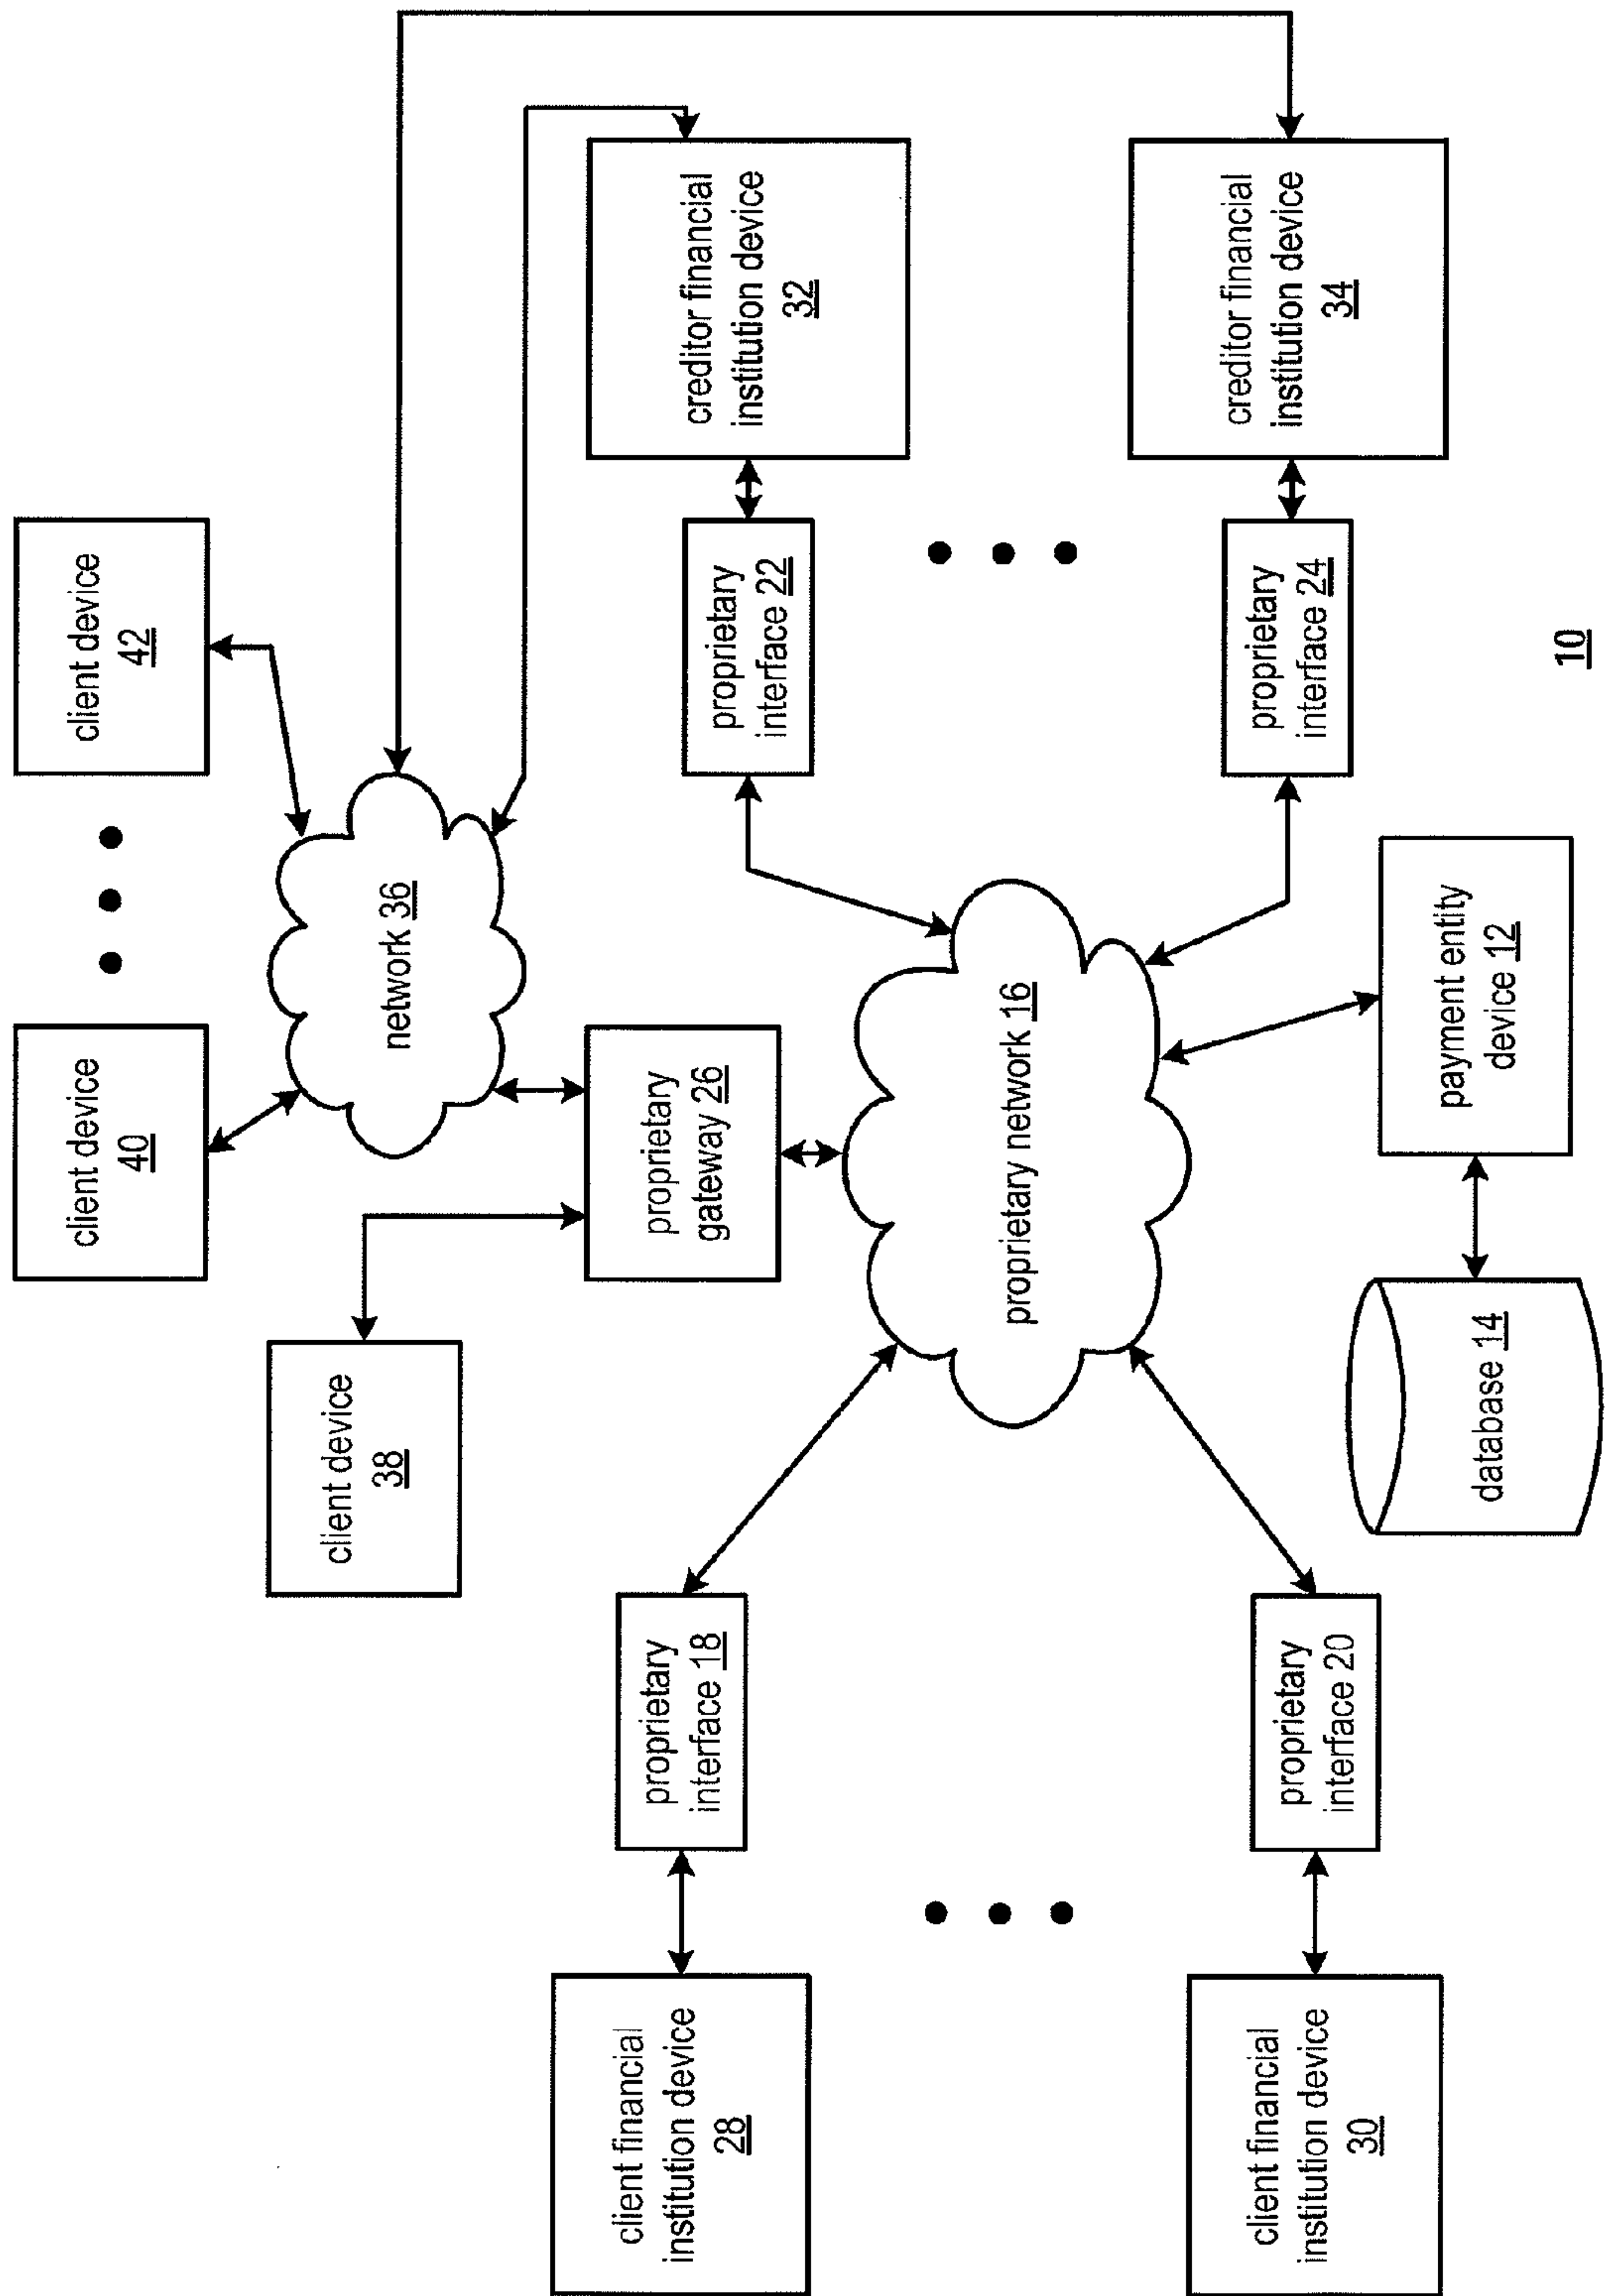 client device
40
client device
42
client device
38
network 36
proprietary
gateway 26
client financial
institution device
28
proprietary
interface 18
proprietary
interface 22
creditor financial
institution device
32
proprietary network 16
client financial
institution device
30
proprietary
interface 20
proprietary
interface 24
creditor financial
institution device
34
database 14
payment entity
device 12
10